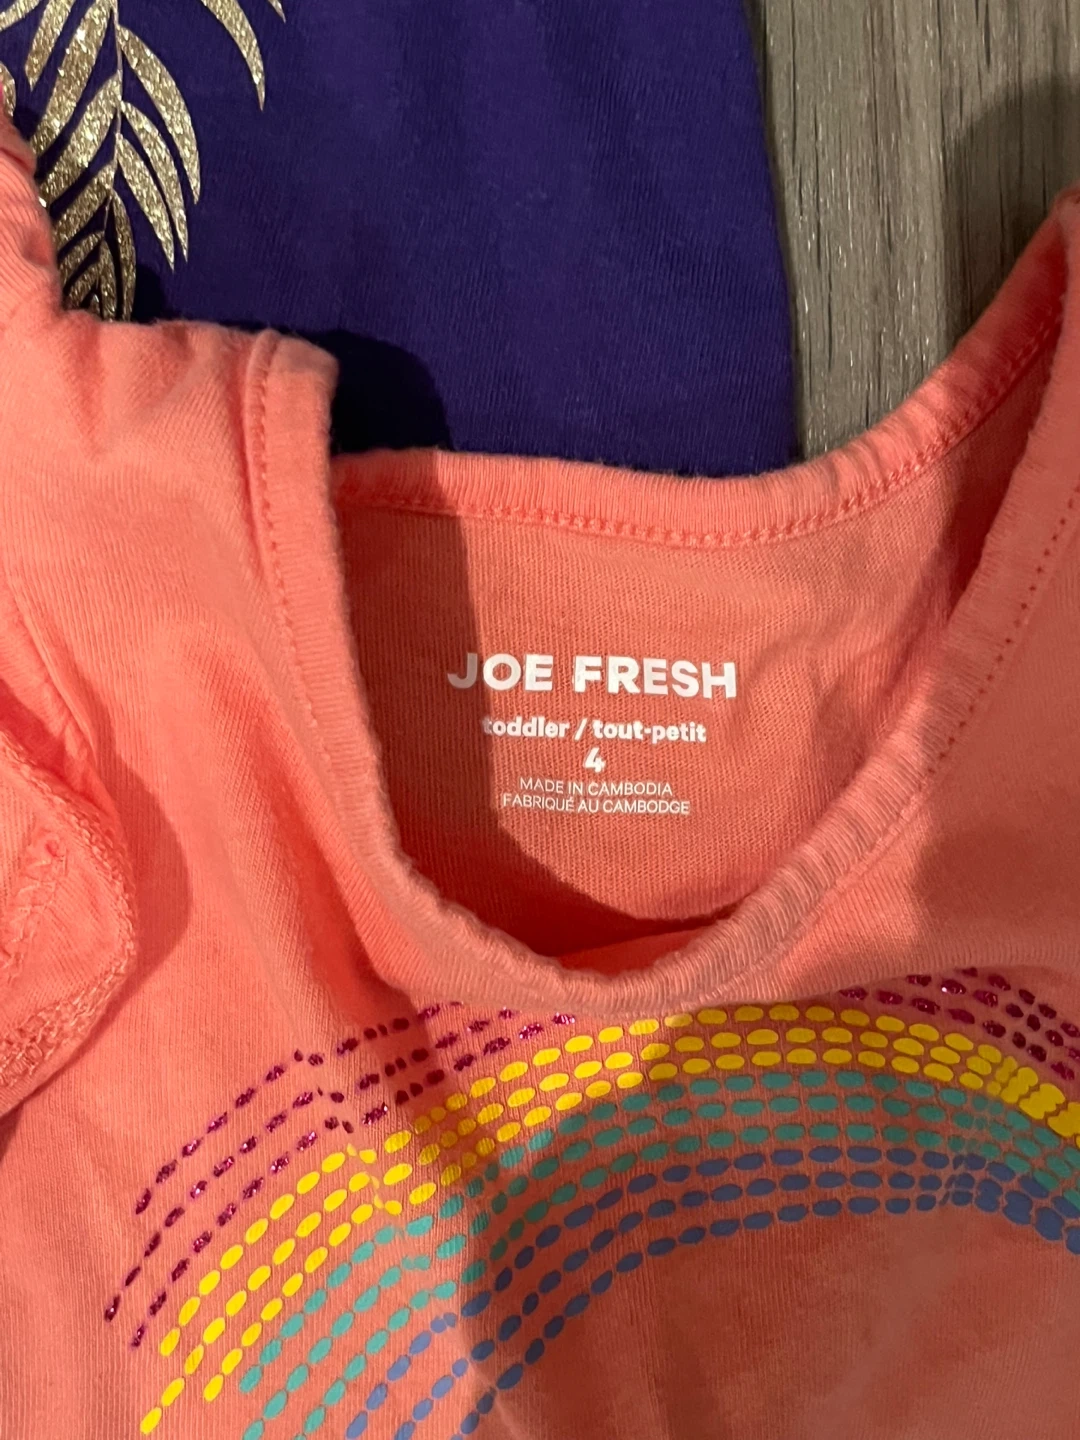 JOE FRESH
toddler / tout-petit
4
MADE IN CAMBODIA
FABRIQUÉ AU CAMBODGE